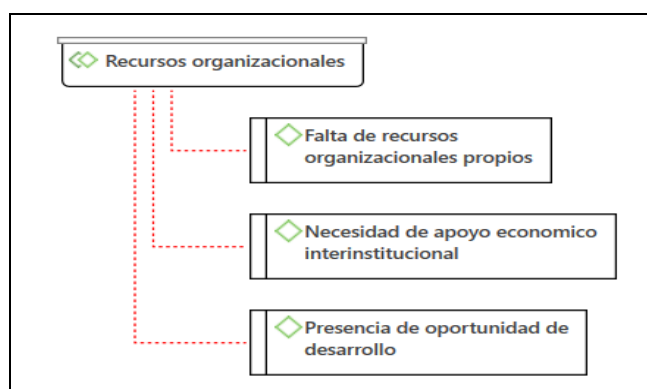 Recursos organizacionales
Falta de recursos
organizacionales propios
Necesidad de apoyo economico
interinstitucional
Presencia de oportunidad de
desarrollo